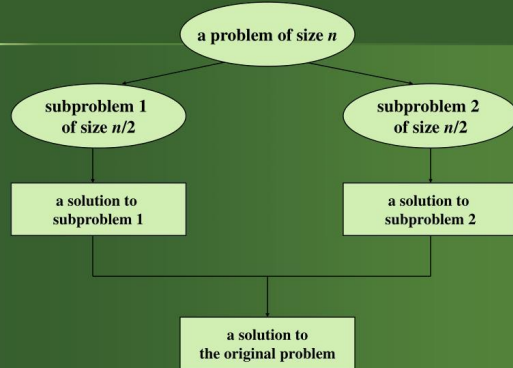 a problem of size n
subproblem 1
of size n/2
subproblem 2
of size n/2
a solution to
subproblem 1
a solution to
subproblem 2
a solution to
the original problem